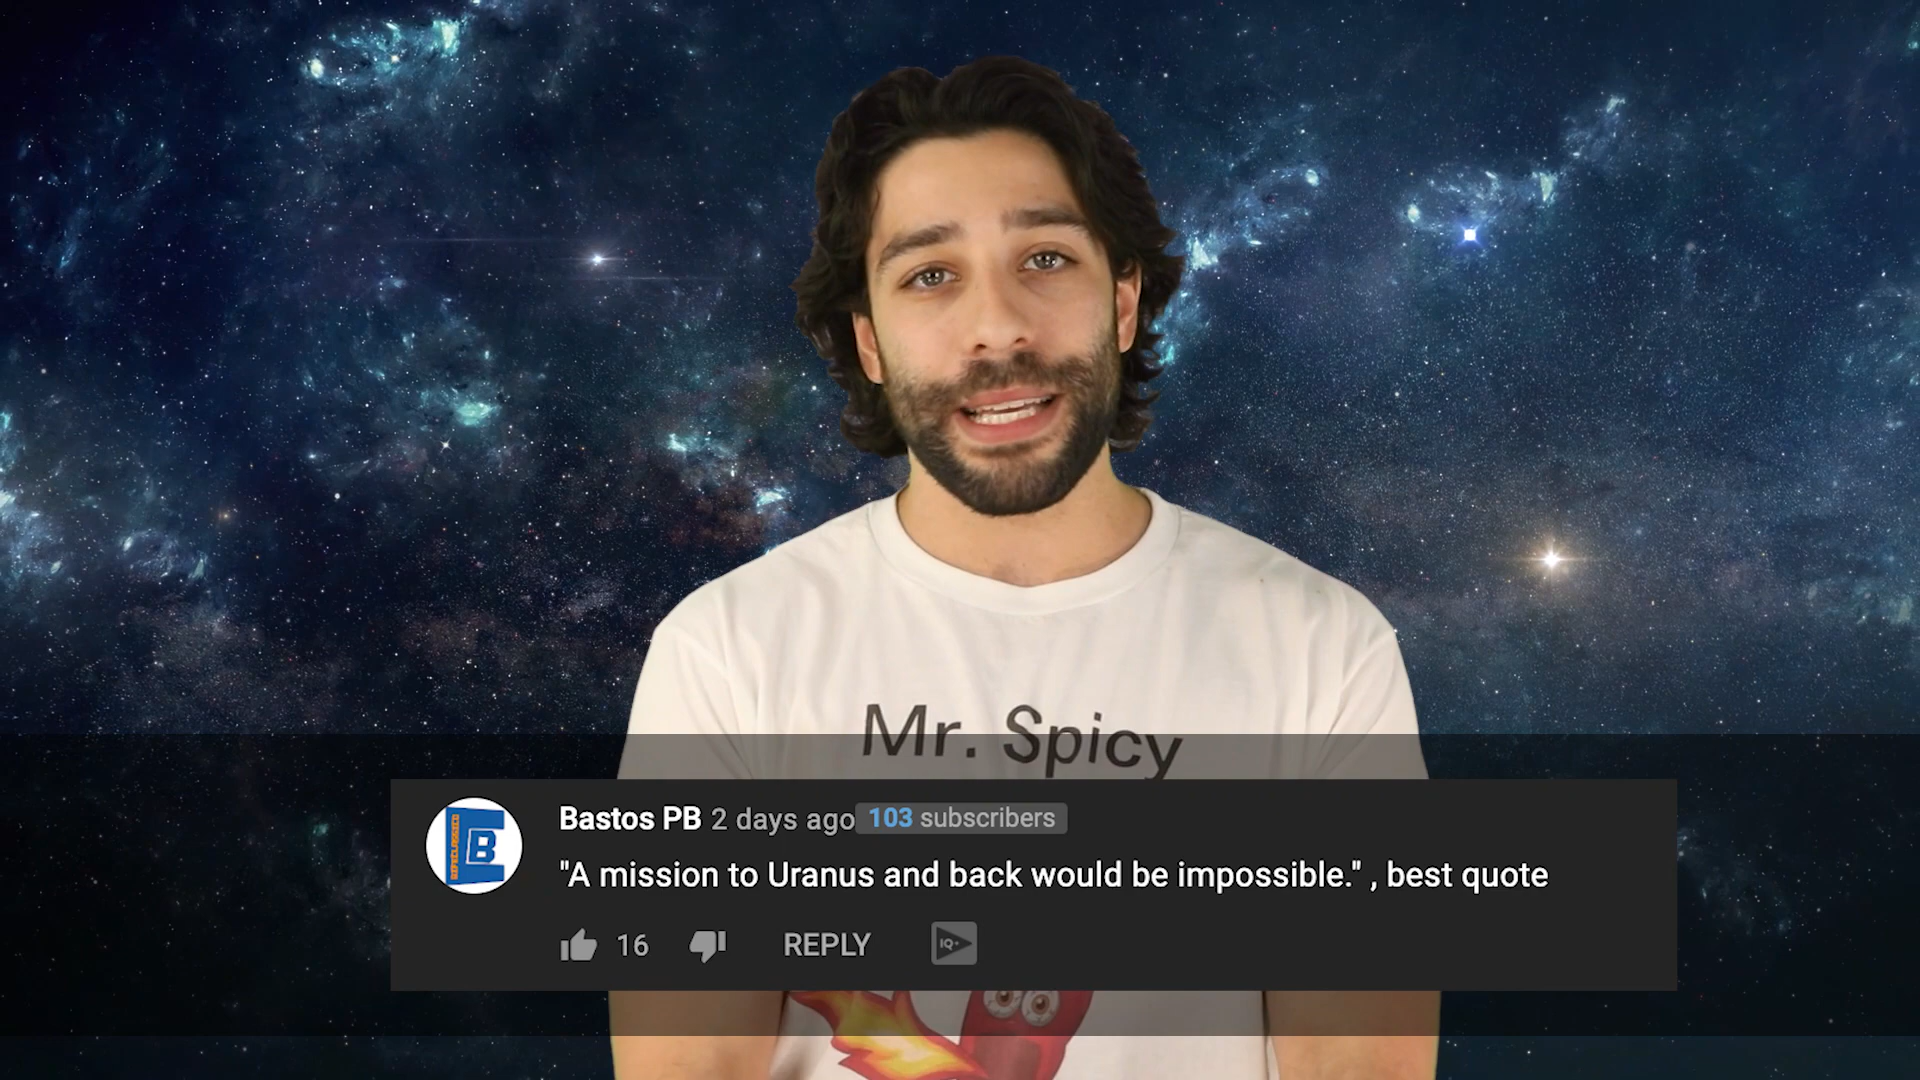 Mr. Spicy
Bastos PB 2 days ago 103 subscribers
"A mission to Uranus and back would be impossible." , best quote
16 REPLY IQ